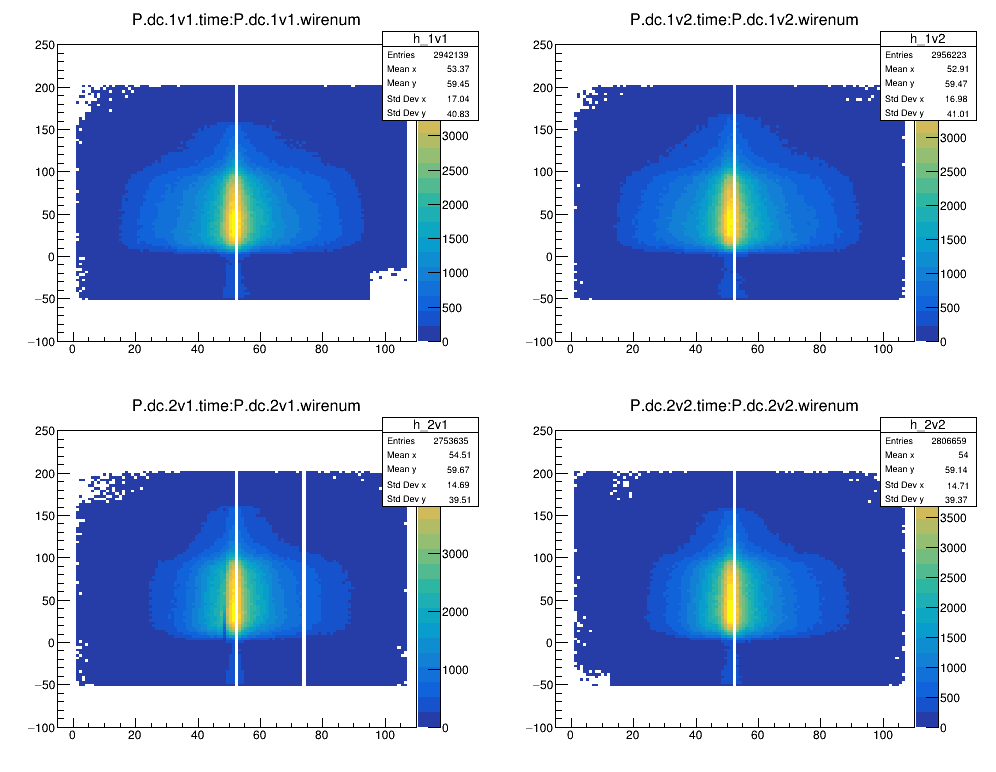 P.dc.1v1.time:P.dc.1v1.wirenum
h_1v1
Entries 2942139
Mean x 53.37
Mean y 59.45
Std Dev x 17.04
Std Dev y 40.83
250
200
150
100
50
0
−50
−100
0 20 40 60 80 100
3000
2500
2000
1500
1000
500
0
P.dc.1v2.time:P.dc.1v2.wirenum
h_1v2
Entries 2956223
Mean x 52.91
Mean y 59.47
Std Dev x 16.98
Std Dev y 41.01
250
200
150
100
50
0
−50
−100
0 20 40 60 80 100
3000
2500
2000
1500
1000
500
0
P.dc.2v1.time:P.dc.2v1.wirenum
h_2v1
Entries 2753635
Mean x 54.51
Mean y 59.67
Std Dev x 14.69
Std Dev y 39.51
250
200
150
100
50
0
−50
−100
0 20 40 60 80 100
3000
2000
1000
0
P.dc.2v2.time:P.dc.2v2.wirenum
h_2v2
Entries 2806659
Mean x 54
Mean y 59.14
Std Dev x 14.71
Std Dev y 39.37
250
200
150
100
50
0
−50
−100
0 20 40 60 80 100
3500
3000
2500
2000
1500
1000
500
0